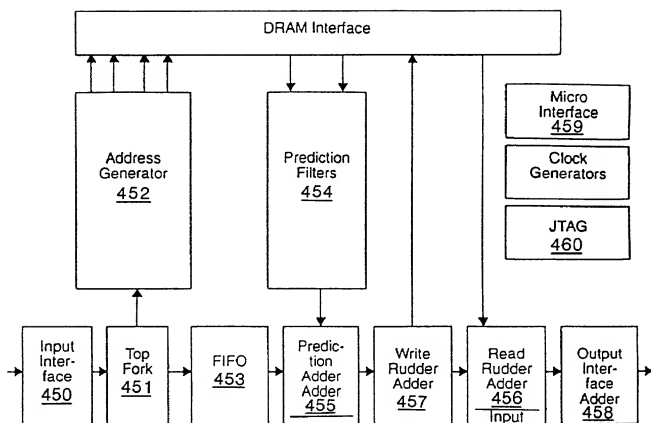 DRAM Interface
Address
Generator
452
Prediction
Filters
454
Micro
Interface
459
Clock
Generators
JTAG
460
Input
Inter-
face
450
Top
Fork
451
FIFO
453
Predic-
tion
Adder
Adder
455
Write
Rudder
Adder
457
Read
Rudder
Adder
456
Input
Output
Inter-
face
Adder
458